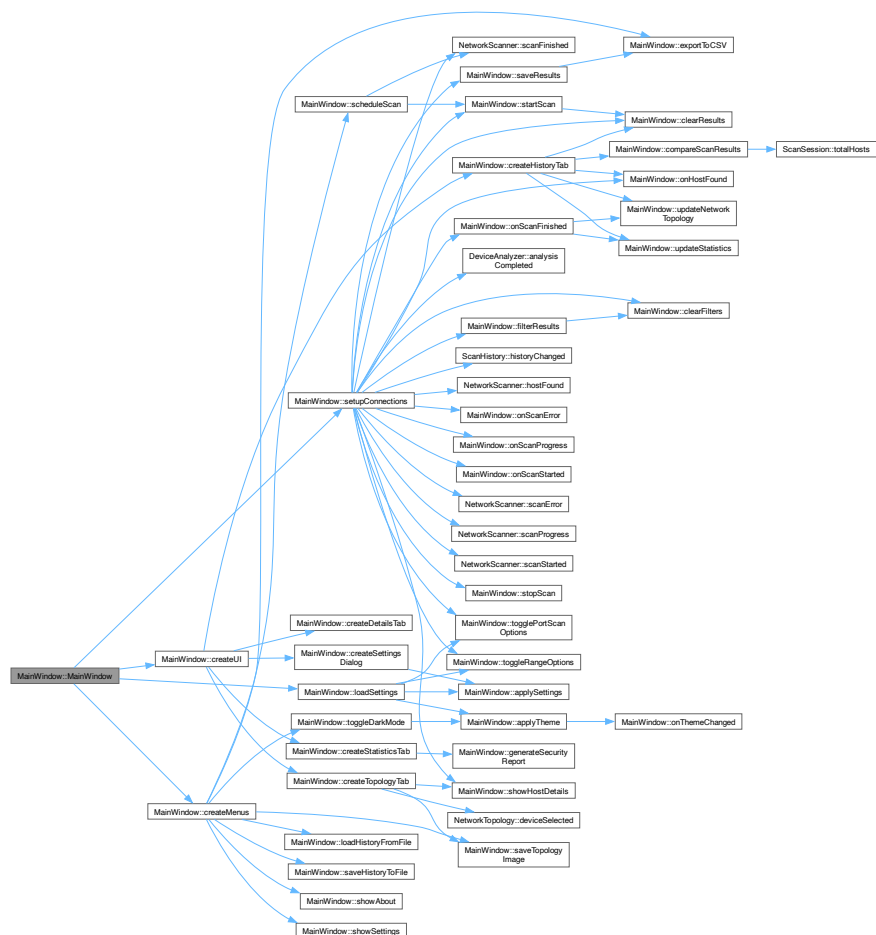 NetworkScanner::scanFinished
MainWindow::exportToCSV
MainWindow::saveResults
MainWindow::scheduleScan
MainWindow::startScan
MainWindow::clearResults
MainWindow::compareScanResults
ScanSession::totalHosts
MainWindow::createHistoryTab
MainWindow::onHostFound
MainWindow::updateNetwork
Topology
MainWindow::onScanFinished
MainWindow::updateStatistics
DeviceAnalyzer::analysis
Completed
MainWindow::clearFilters
MainWindow::filterResults
ScanHistory::historyChanged
NetworkScanner::hostFound
MainWindow::setupConnections
MainWindow::onScanError
MainWindow::onScanProgress
MainWindow::onScanStarted
NetworkScanner::scanError
NetworkScanner::scanProgress
NetworkScanner::scanStarted
MainWindow::stopScan
MainWindow::createDetailsTab
MainWindow::togglePortScan
Options
MainWindow::createUI
MainWindow::createSettings
Dialog
MainWindow::toggleRangeOptions
MainWindow::MainWindow
MainWindow::loadSettings
MainWindow::applySettings
MainWindow::toggleDarkMode
MainWindow::applyTheme
MainWindow::onThemeChanged
MainWindow::createStatisticsTab
MainWindow::generateSecurity
Report
MainWindow::createTopologyTab
MainWindow::showHostDetails
MainWindow::createMenus
NetworkTopology::deviceSelected
MainWindow::loadHistoryFromFile
MainWindow::saveTopology
Image
MainWindow::saveHistoryToFile
MainWindow::showAbout
MainWindow::showSettings